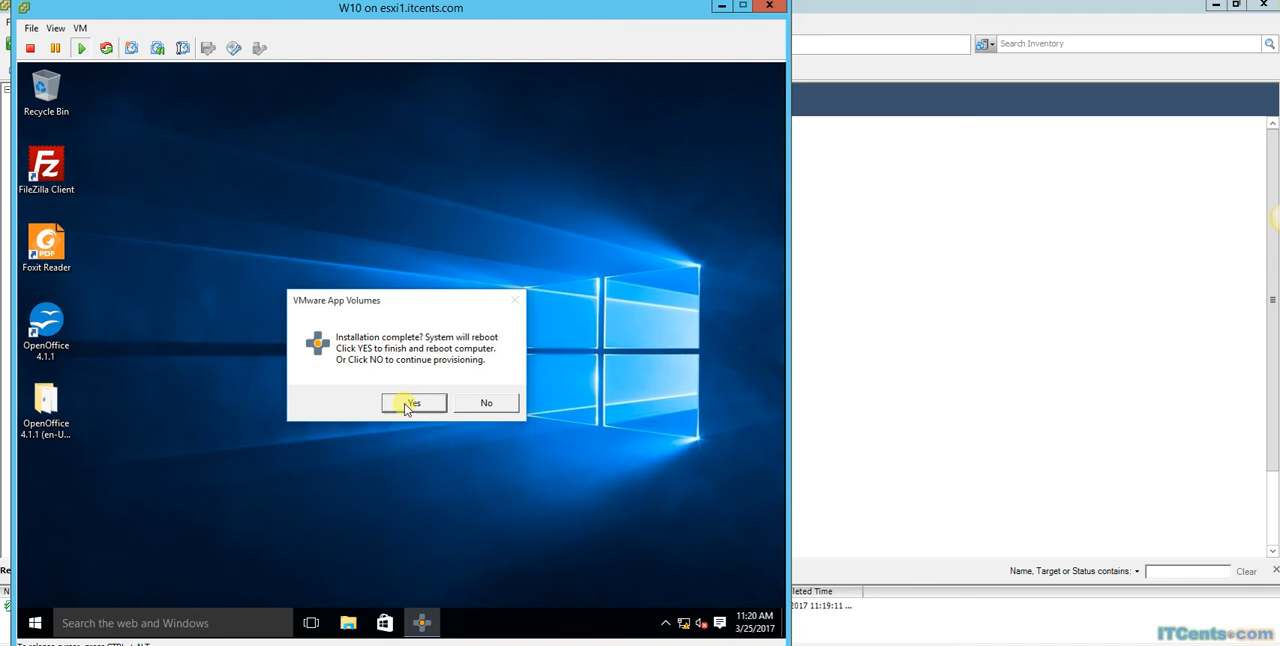 W10 on esxi1.itcents.com
File View VM
Search Inventory
Recycle Bin
FileZilla Client
Foxit Reader
OpenOffice
4.1.1
OpenOffice
4.1.1 (en-U...
VMware App Volumes
Installation complete? System will reboot
Click YES to finish and reboot computer.
Or Click NO to continue provisioning.
Yes
No
Name, Target or Status contains:
Clear
leted Time
2017 11:19:11 ...
Search the web and Windows
11:20 AM
3/25/2017
ITCents.com